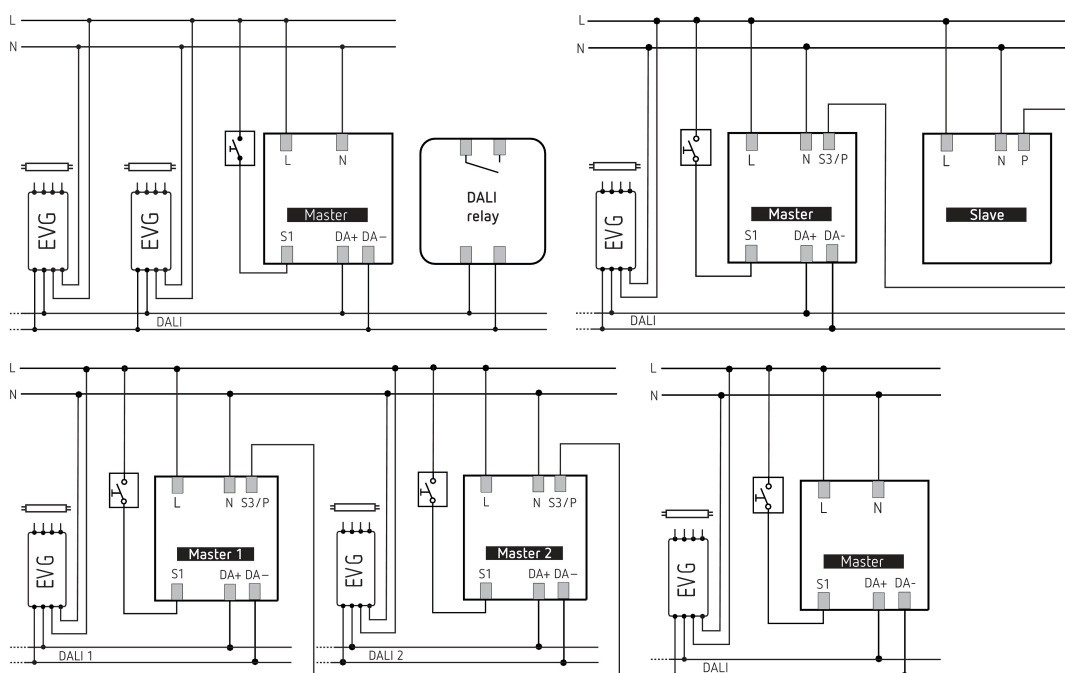 L
N
L N
EVG EVG
Master
S1 DA+ DA−
DALI
relay
DALI
L
N
L N S3/P
EVG
Master
S1 DA+ DA-
L N P
Slave
DALI
L
N
L N S3/P
EVG
Master 1
S1 DA+ DA−
DALI 1
L N S3/P
EVG
Master 2
S1 DA+ DA−
DALI 2
L
N
L N
EVG
Master
S1 DA+ DA-
DALI